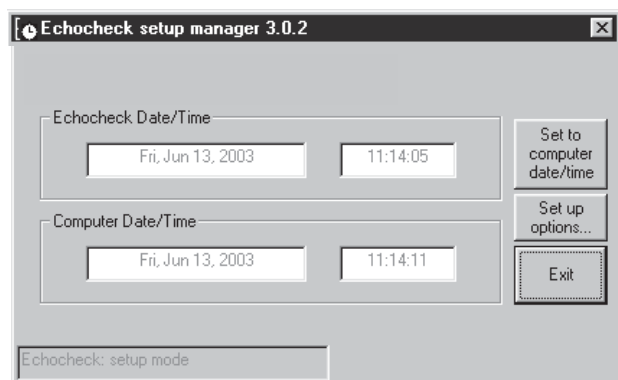 Echocheck setup manager 3.0.2
Echocheck Date/Time
Fri, Jun 13, 2003
11:14:05
Set to
computer
date/time
Computer Date/Time
Fri, Jun 13, 2003
11:14:11
Set up
options...
Exit
Echocheck: setup mode